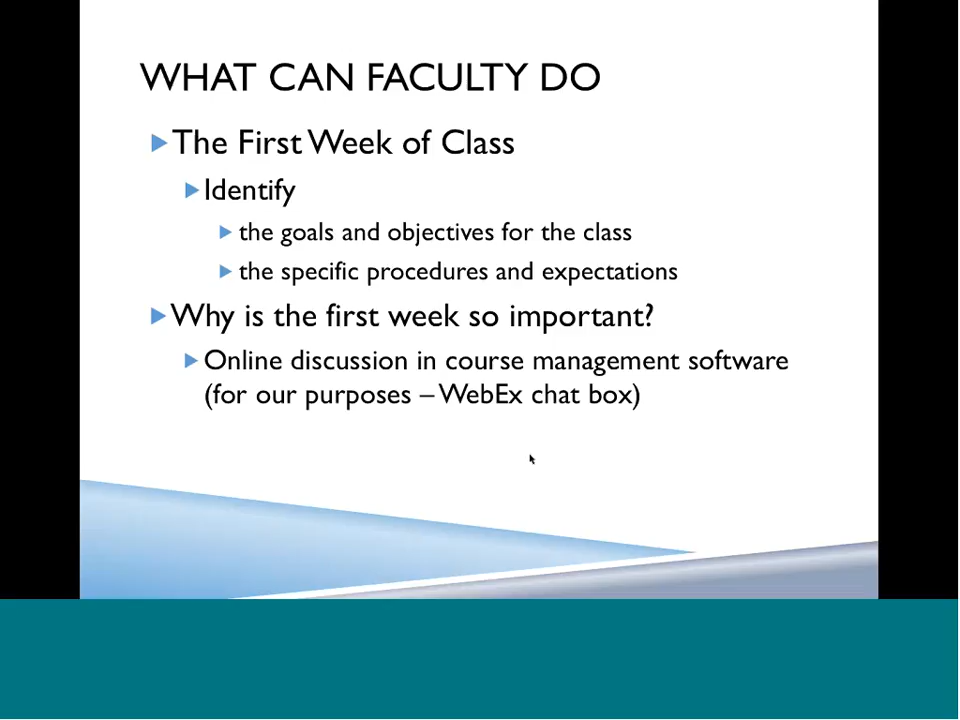 WHAT CAN FACULTY DO
The First Week of Class
Identify
the goals and objectives for the class
the specific procedures and expectations
Why is the first week so important?
Online discussion in course management software
(for our purposes – WebEx chat box)